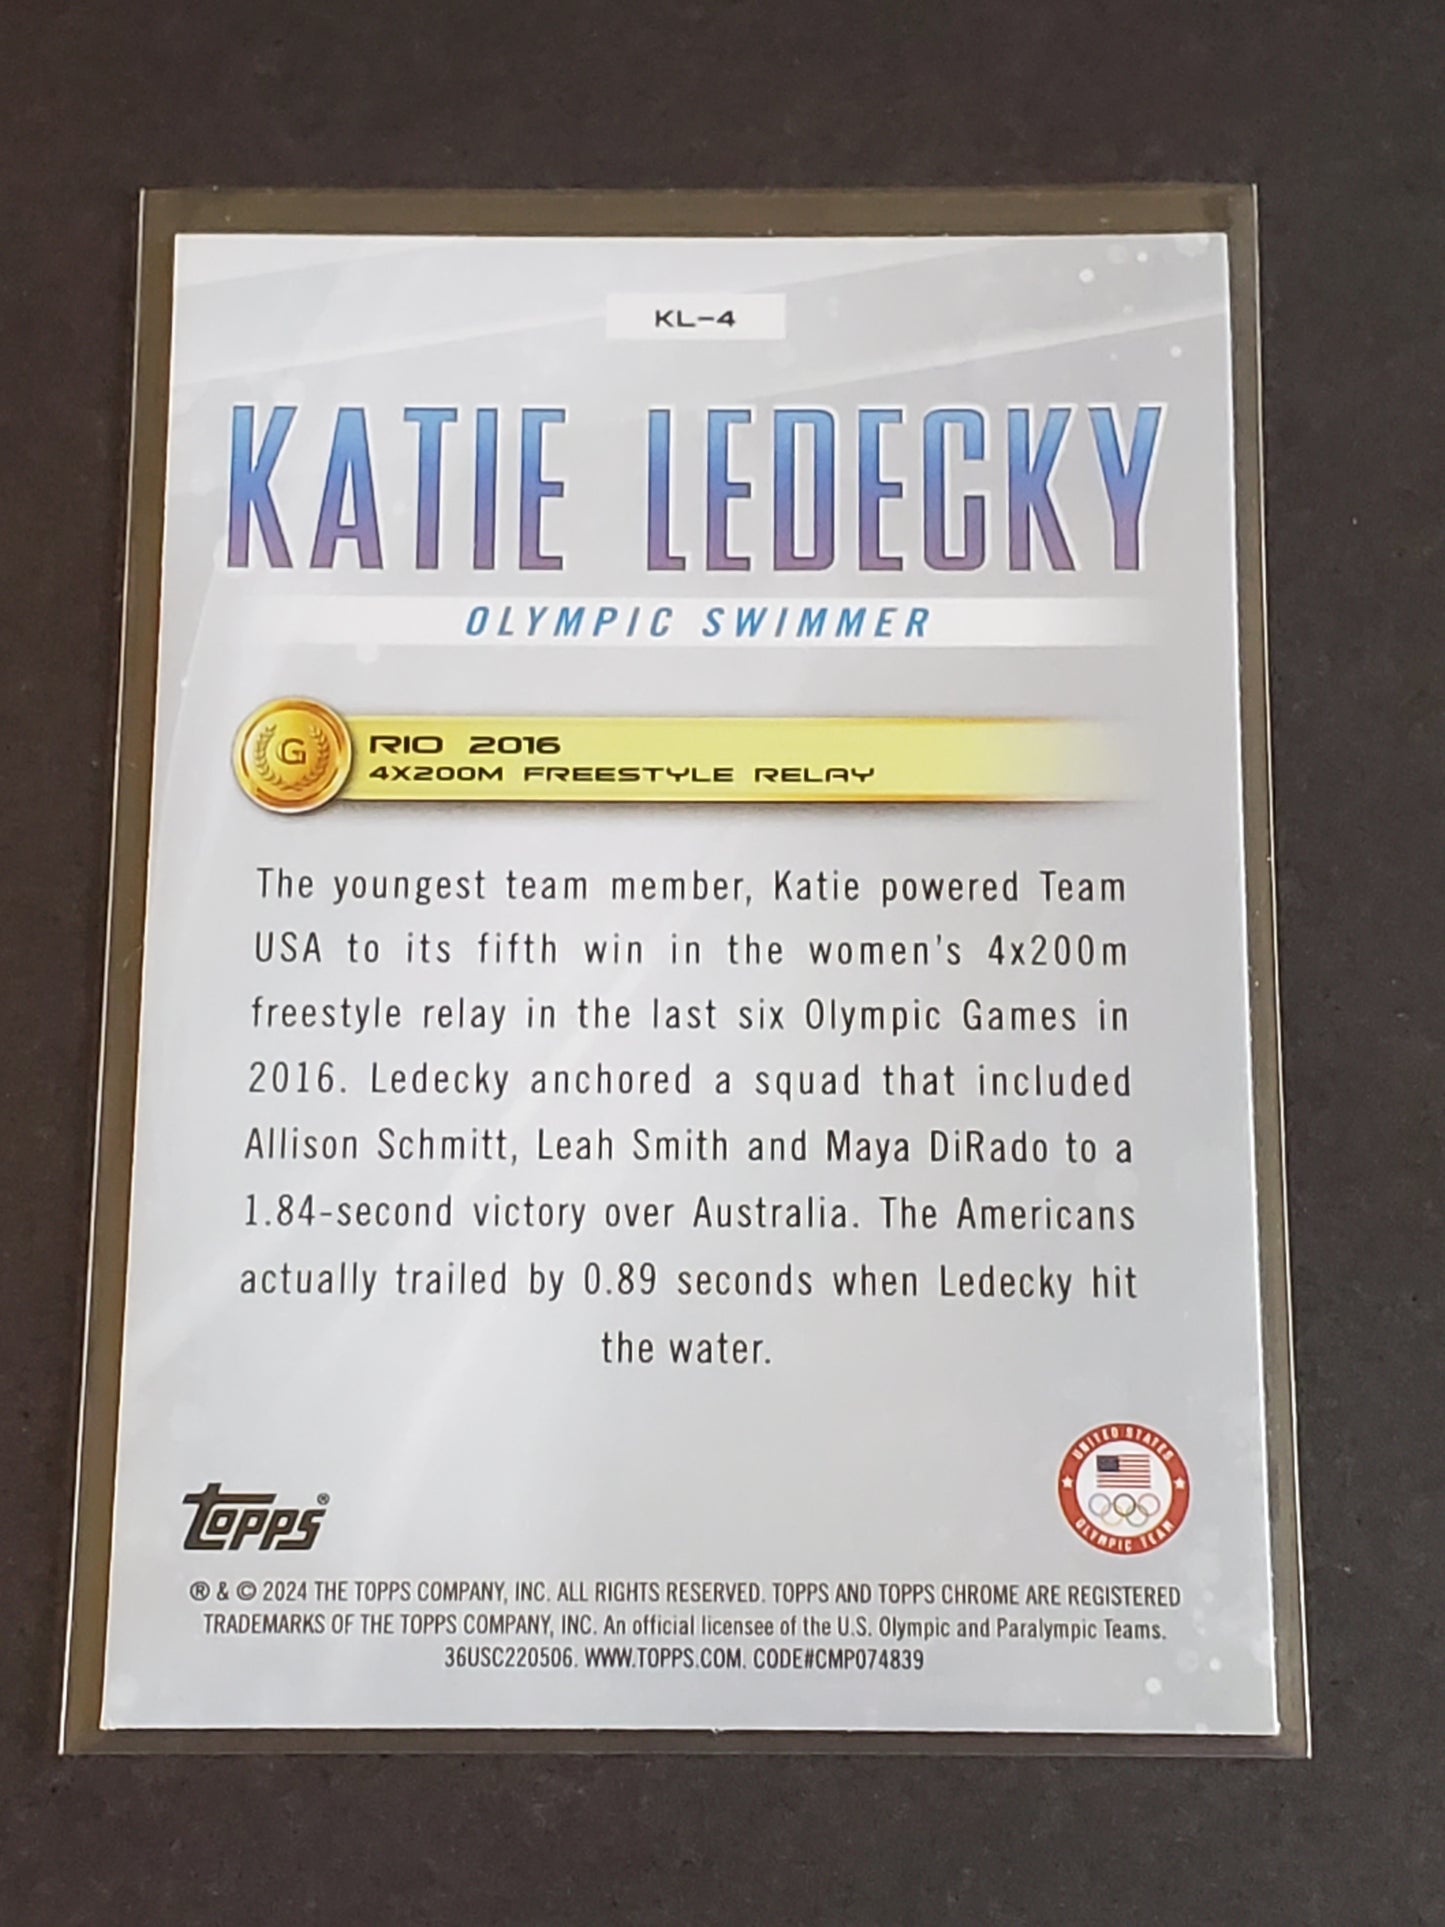 KL-4
KATIE LEDECKY
OLYMPIC SWIMMER
G
RIO 2016
4X200M FREESTYLE RELAY
The youngest team member, Katie powered Team
USA to its fifth win in the women's 4x200m
freestyle relay in the last six Olympic Games in
2016. Ledecky anchored a squad that included
Allison Schmitt, Leah Smith and Maya DiRado to a
1.84-second victory over Australia. The Americans
actually trailed by 0.89 seconds when Ledecky hit
the water.
UNITED STATES
OLYMPIC TEAM
topps®
® & © 2024 THE TOPPS COMPANY, INC. ALL RIGHTS RESERVED. TOPPS AND TOPPS CHROME ARE REGISTERED
TRADEMARKS OF THE TOPPS COMPANY, INC. An official licensee of the U.S. Olympic and Paralympic Teams.
36USC220506. WWW.TOPPS.COM. CODE#CMP074839